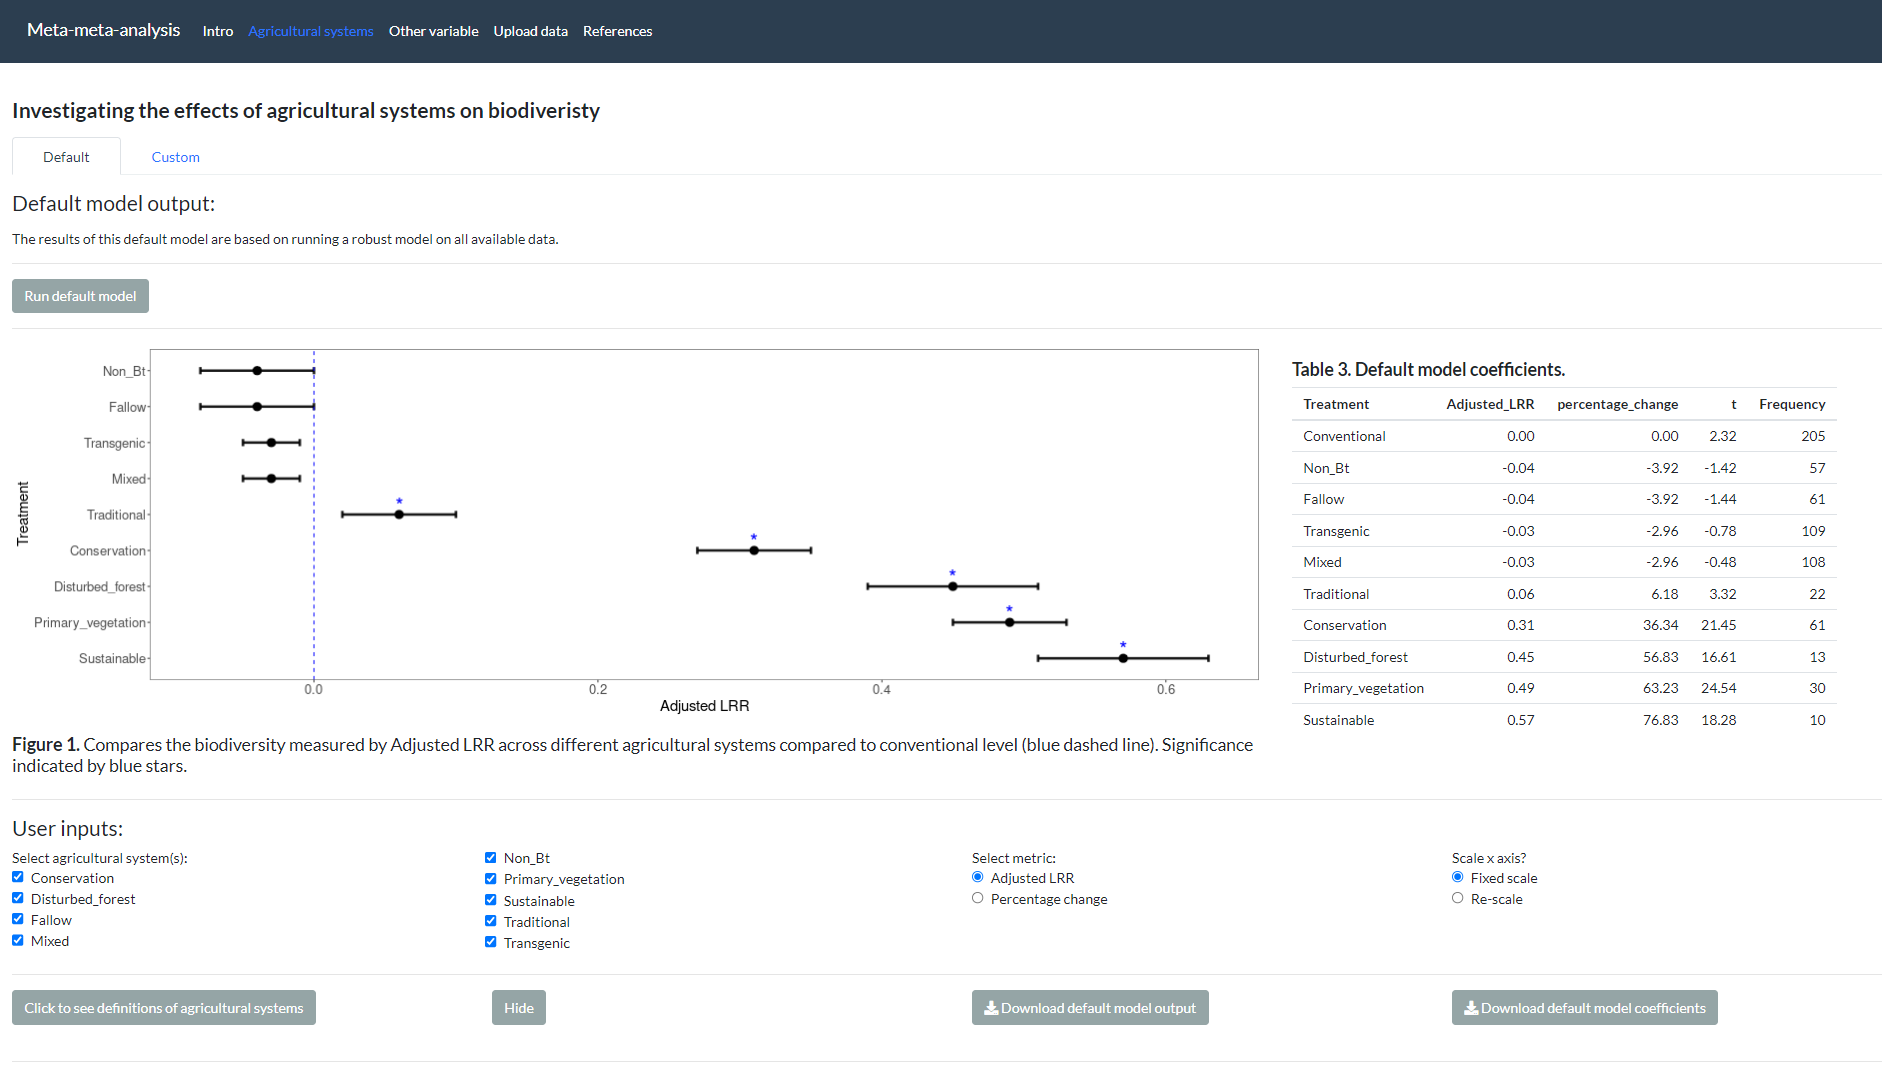 Meta-meta-analysis Intro Agricultural systems Other variable Upload data References
Investigating the effects of agricultural systems on biodiveristy
Default Custom
Default model output:
The results of this default model are based on running a robust model on all available data.
Run default model
Treatment
Non_Bt
Fallow
Transgenic
Mixed
Traditional
*
Conservation
*
Disturbed_forest
*
Primary_vegetation
*
Sustainable
*
0.0 0.2 0.4 0.6
Adjusted LRR
Figure 1. Compares the biodiversity measured by Adjusted LRR across different agricultural systems compared to conventional level (blue dashed line). Significance
indicated by blue stars.
Table 3. Default model coefficients.
Treatment Adjusted_LRR percentage_change t Frequency
Conventional 0.00 0.00 2.32 205
Non_Bt -0.04 -3.92 -1.42 57
Fallow -0.04 -3.92 -1.44 61
Transgenic -0.03 -2.96 -0.78 109
Mixed -0.03 -2.96 -0.48 108
Traditional 0.06 6.18 3.32 22
Conservation 0.31 36.34 21.45 61
Disturbed_forest 0.45 56.83 16.61 13
Primary_vegetation 0.49 63.23 24.54 30
Sustainable 0.57 76.83 18.28 10
User inputs:
Select agricultural system(s):
Conservation
Disturbed_forest
Fallow
Mixed
Non_Bt
Primary_vegetation
Sustainable
Traditional
Transgenic
Select metric:
Adjusted LRR
Percentage change
Scale x axis?
Fixed scale
Re-scale
Click to see definitions of agricultural systems
Hide
Download default model output
Download default model coefficients